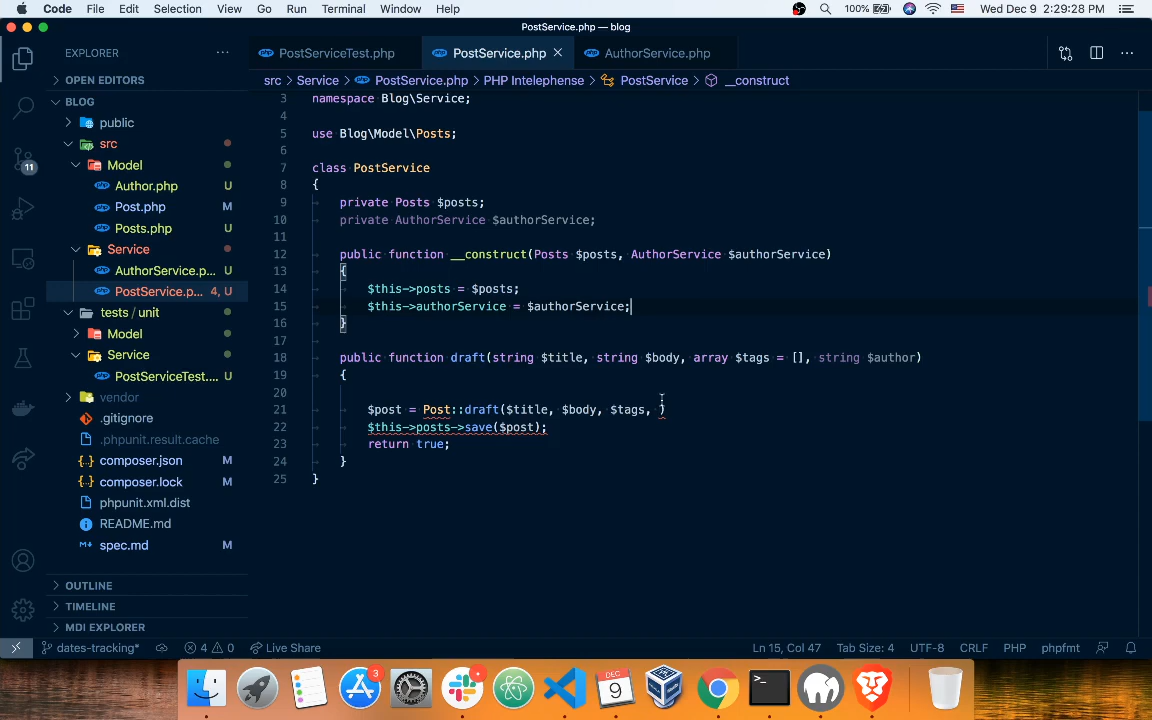 Code File Edit Selection View Go Run Terminal Window Help 100% Wed Dec 9 2:29:28 PM
PostService.php — blog
EXPLORER ··· PostServiceTest.php PostService.php AuthorService.php ···
OPEN EDITORS
src > Service > PostService.php > PHP Intelephense > PostService > __construct
BLOG
public
src
Model
Author.php U
Post.php M
Posts.php U
Service
AuthorService.p... U
PostService.p... 4, U
tests / unit
Model
Service
PostServiceTest.... U
vendor
.gitignore
.phpunit.result.cache
composer.json M
composer.lock M
phpunit.xml.dist
README.md
spec.md M
OUTLINE
TIMELINE
MDI EXPLORER
11
3 namespace Blog\Service;
4
5 use Blog\Model\Posts;
6
7 class PostService
8 {
9 private Posts $posts;
10 private AuthorService $authorService;
11
12 public function __construct(Posts $posts, AuthorService $authorService)
13 {
14 $this->posts = $posts;
15 $this->authorService = $authorService;
16 }
17
18 public function draft(string $title, string $body, array $tags = [], string $author)
19 {
20
21 $post = Post::draft($title, $body, $tags, )
22 $this->posts->save($post);
23 return true;
24 }
25 }
dates-tracking* 4 0 Live Share Ln 15, Col 47 Tab Size: 4 UTF-8 CRLF PHP phpfmt
3
DEC
9